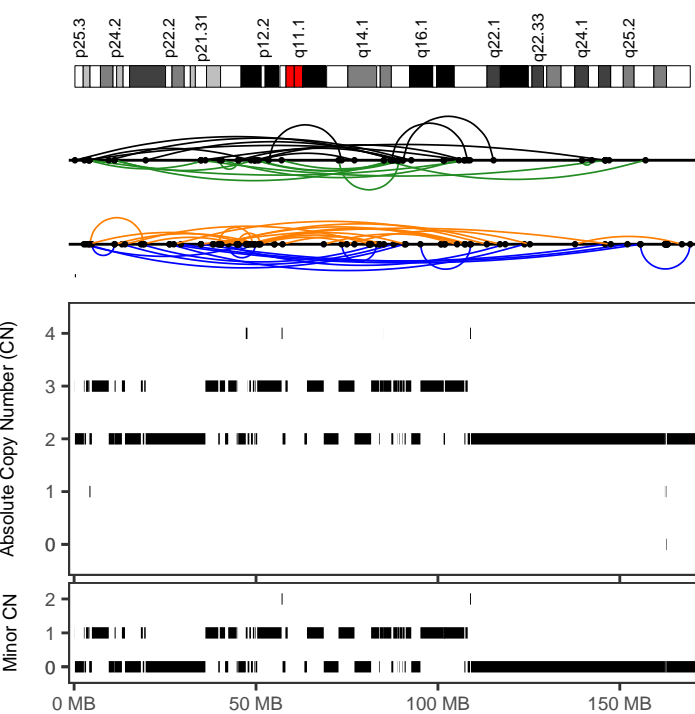 p25.3 p24.2 p22.2 p21.31 p12.2 q11.1 q14.1 q16.1 q22.1 q22.33 q24.1 q25.2
Absolute Copy Number (CN)
4
3
2
1
0
Minor CN
2
1
0
0 MB 50 MB 100 MB 150 MB